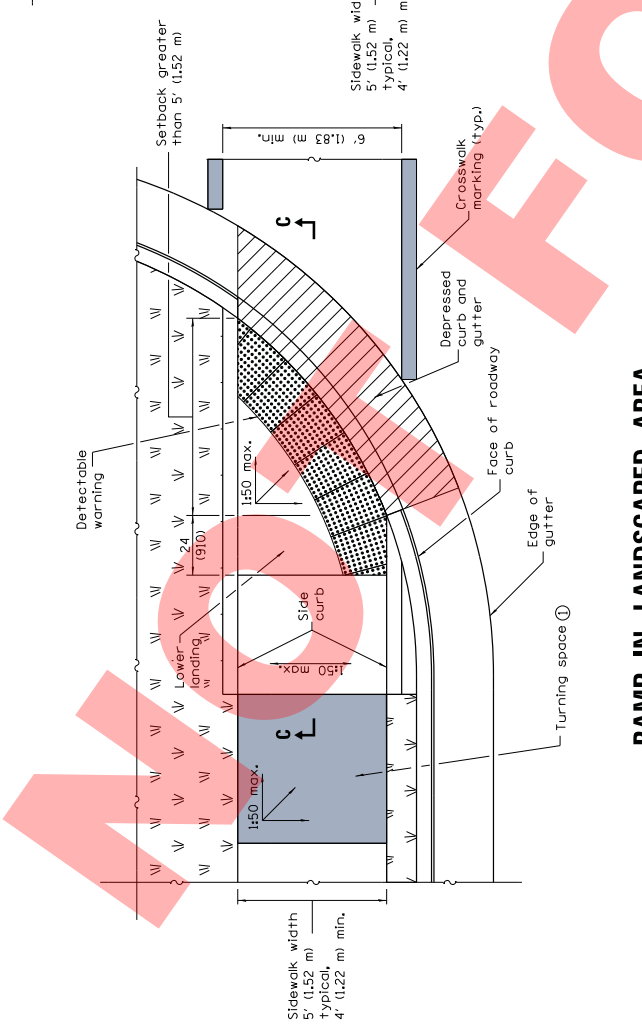 Setback greater
than 5' (1.52 m)
Sidewalk wid
5' (1.52 m)
typical,
4' (1.22 m) m
6' (1.83 m) min.
C
Crosswalk
marking (typ.)
Detectable
warning
1:50 max.
24
(910)
Depressed
curb and
gutter
Face of roadway
curb
Lower
landing
Side
curb
1:50 max.
Edge of
gutter
Turning space ①
C
1:50 max.
Sidewalk width
5' (1.52 m)
typical,
4' (1.22 m) min.
RAMP IN LANDSCAPED AREA
NOT FO